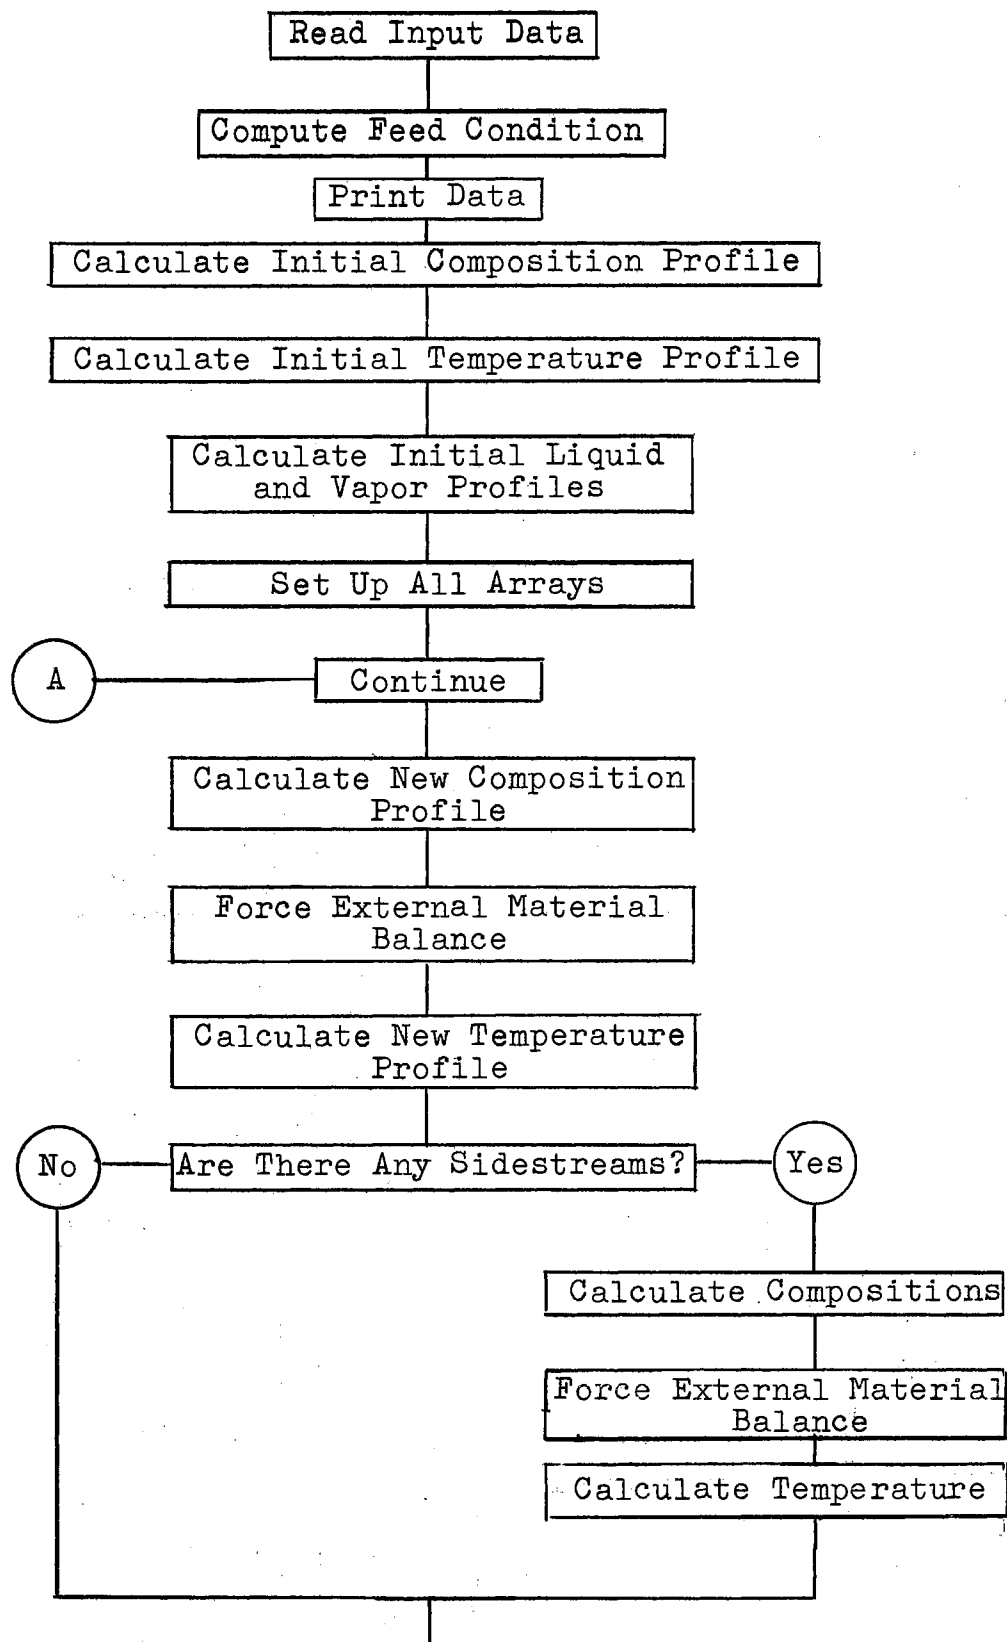 Read Input Data
Compute Feed Condition
Print Data
Calculate Initial Composition Profile
Calculate Initial Temperature Profile
Calculate Initial Liquid
and Vapor Profiles
Set Up All Arrays
A
Continue
Calculate New Composition
Profile
Force External Material
Balance
Calculate New Temperature
Profile
No
Are There Any Sidestreams?
Yes
Calculate Compositions
Force External Material
Balance
Calculate Temperature